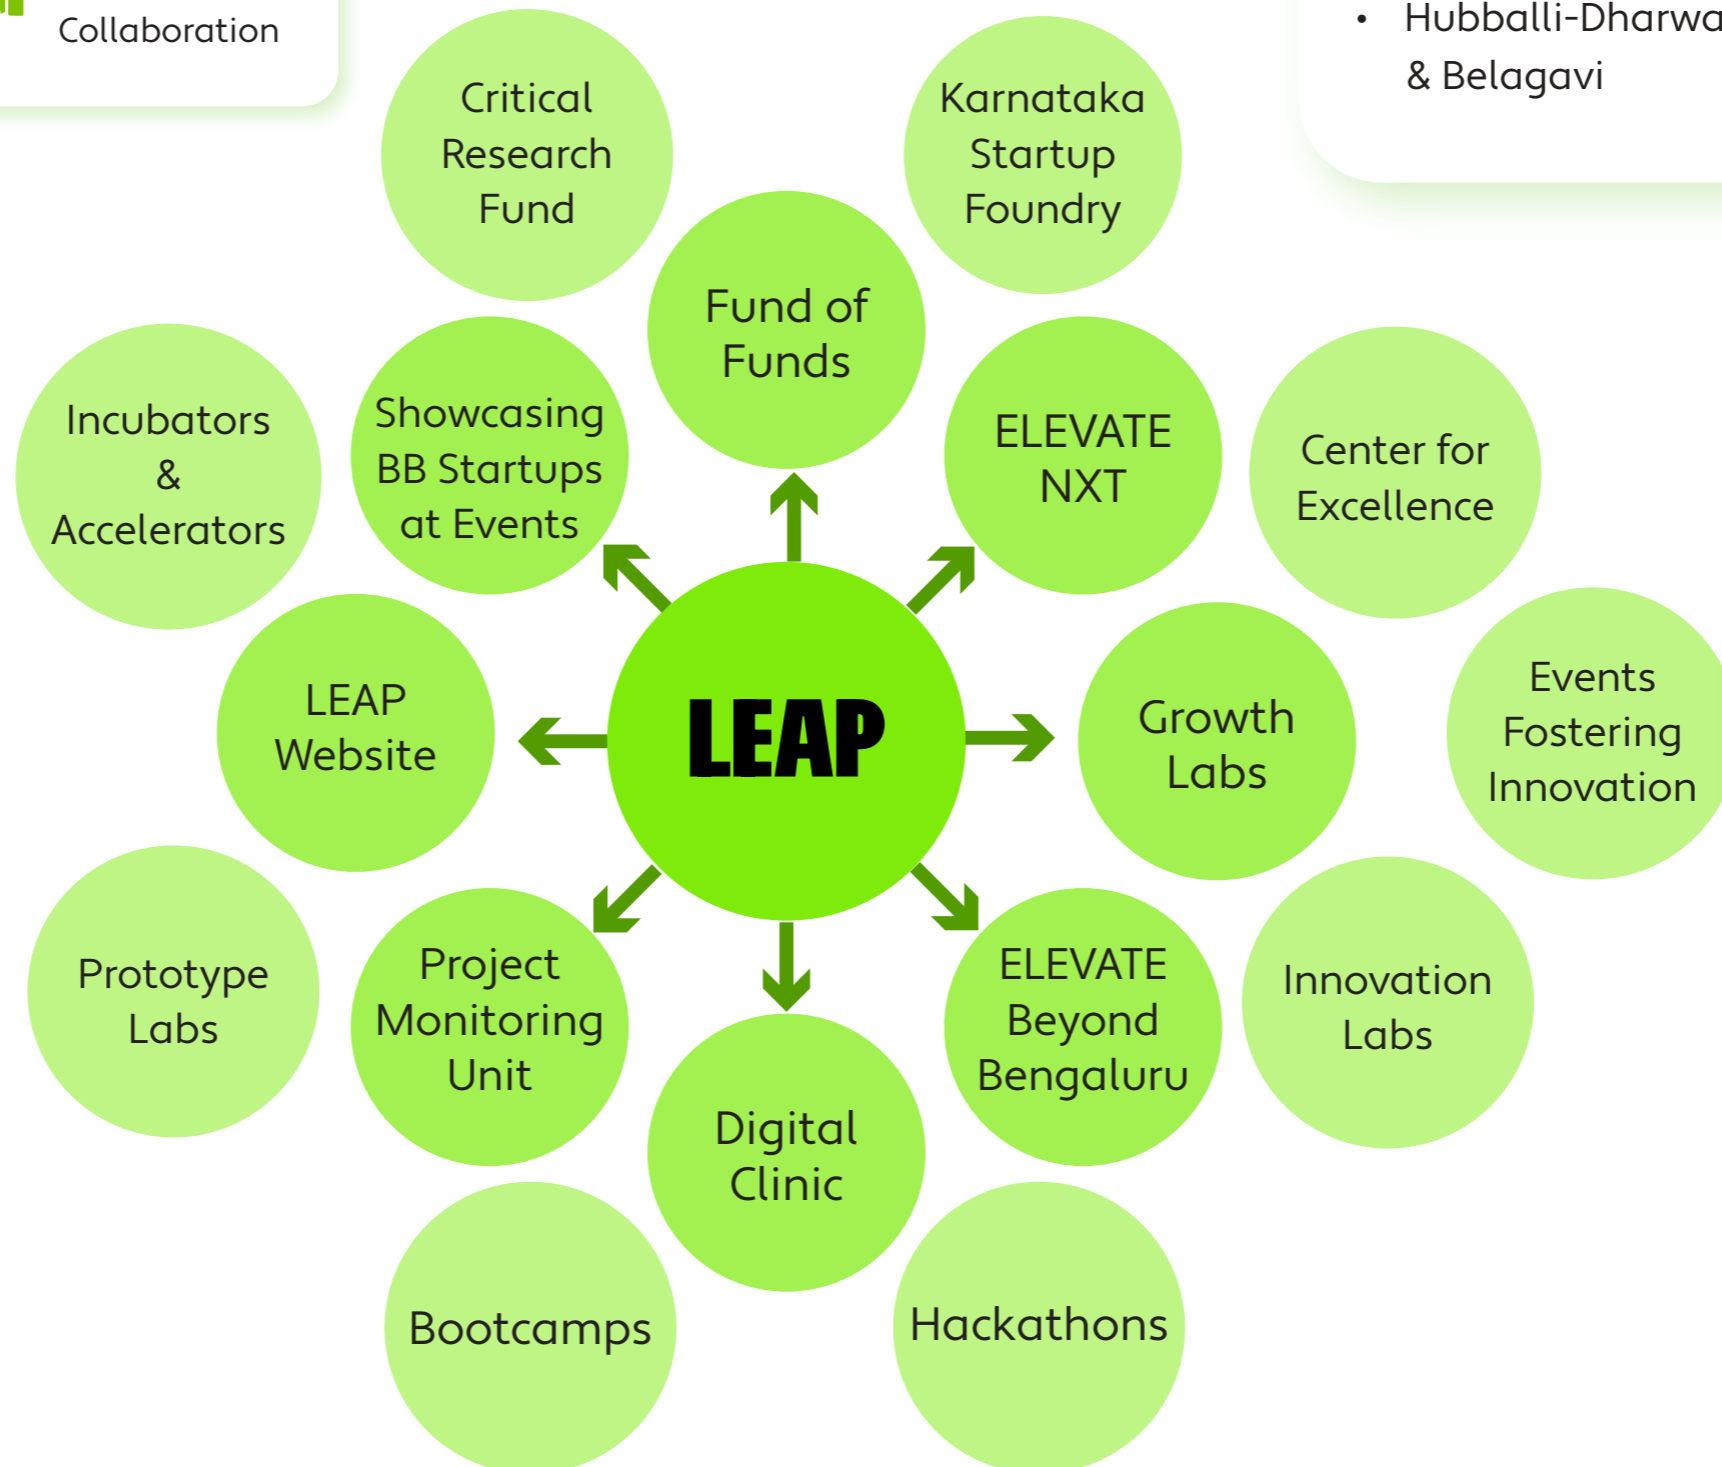 Collaboration
• Hubballi-Dharwa
& Belagavi
Critical
Research
Fund
Karnataka
Startup
Foundry
Fund of
Funds
Incubators
&
Accelerators
Showcasing
BB Startups
at Events
ELEVATE
NXT
Center for
Excellence
LEAP
Website
LEAP
Growth
Labs
Events
Fostering
Innovation
Prototype
Labs
Project
Monitoring
Unit
ELEVATE
Beyond
Bengaluru
Innovation
Labs
Digital
Clinic
Bootcamps
Hackathons